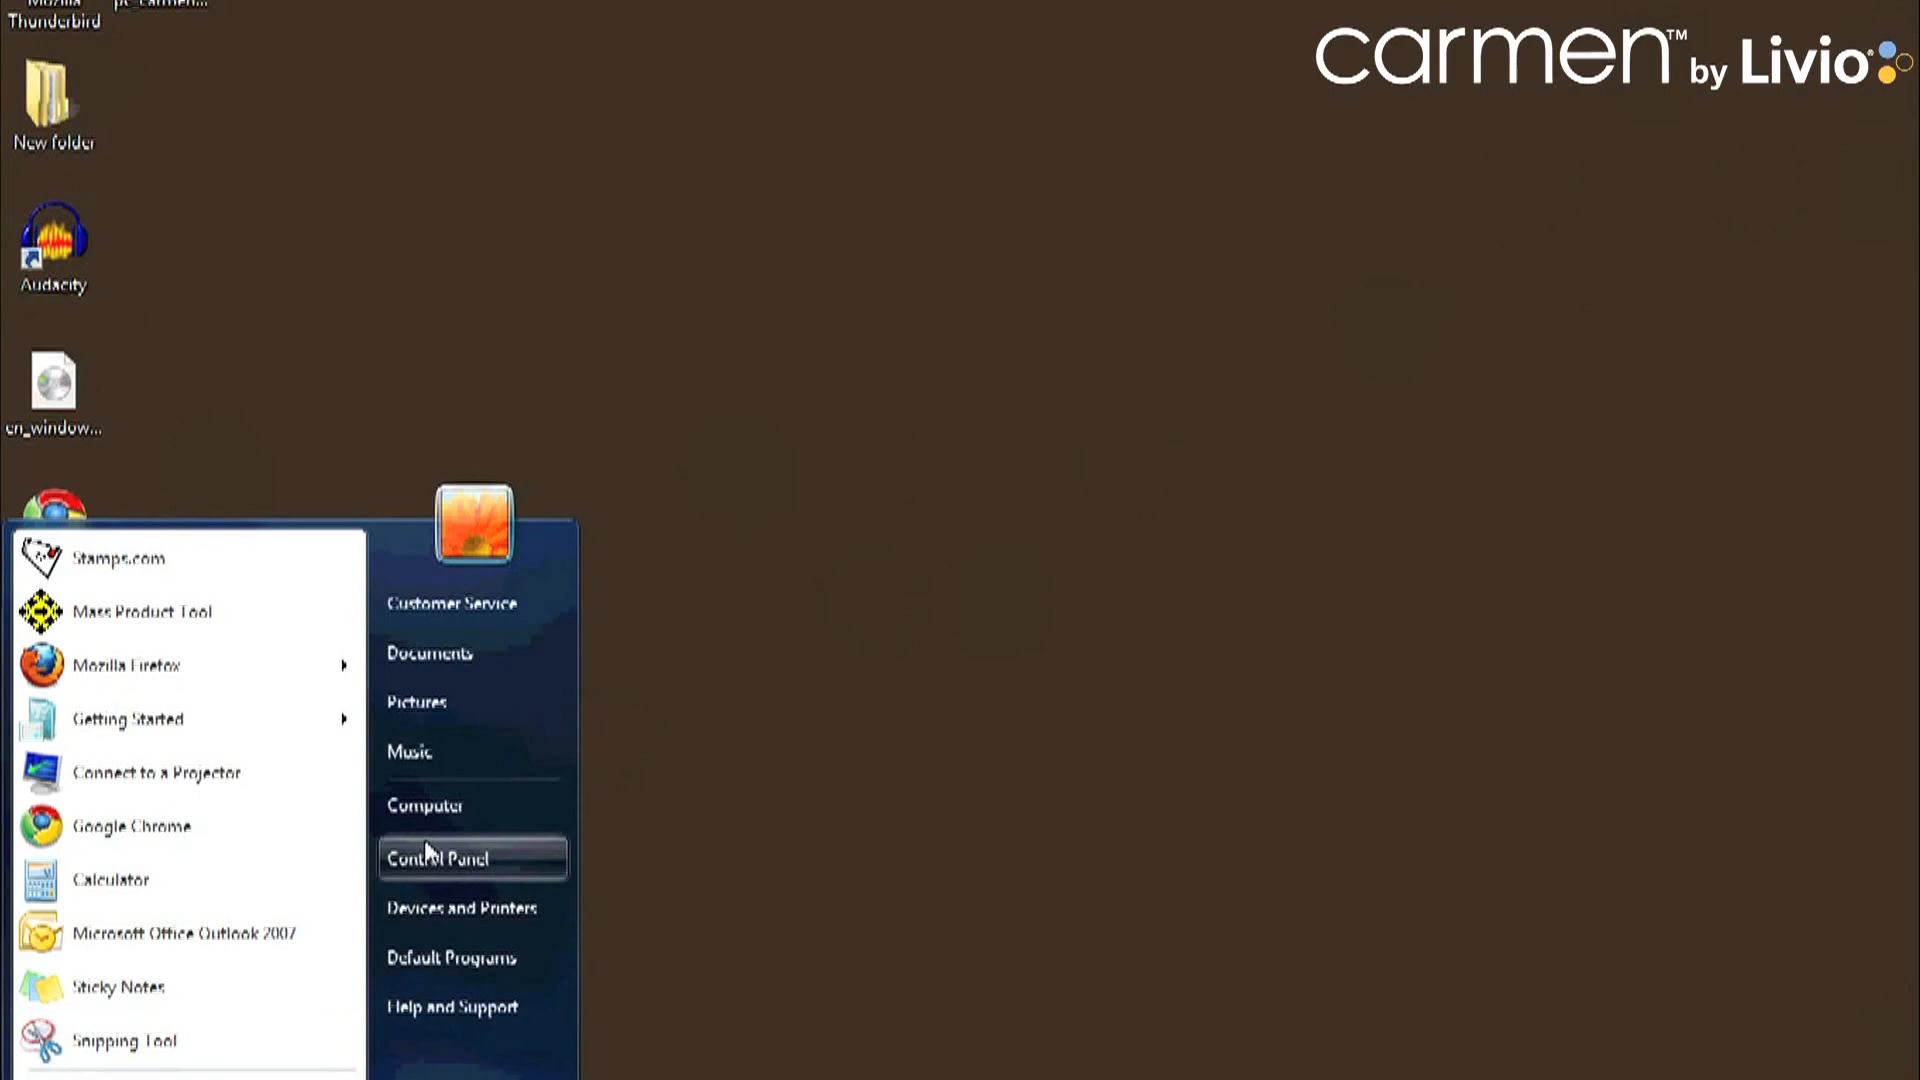 Mozilla
Thunderbird
pc_carmen...
carmen™ by Livio®
New folder
Audacity
en_window...
Stamps.com
Mass Product Tool
Mozilla Firefox
Getting Started
Connect to a Projector
Google Chrome
Calculator
Microsoft Office Outlook 2007
Sticky Notes
Snipping Tool
Customer Service
Documents
Pictures
Music
Computer
Control Panel
Devices and Printers
Default Programs
Help and Support